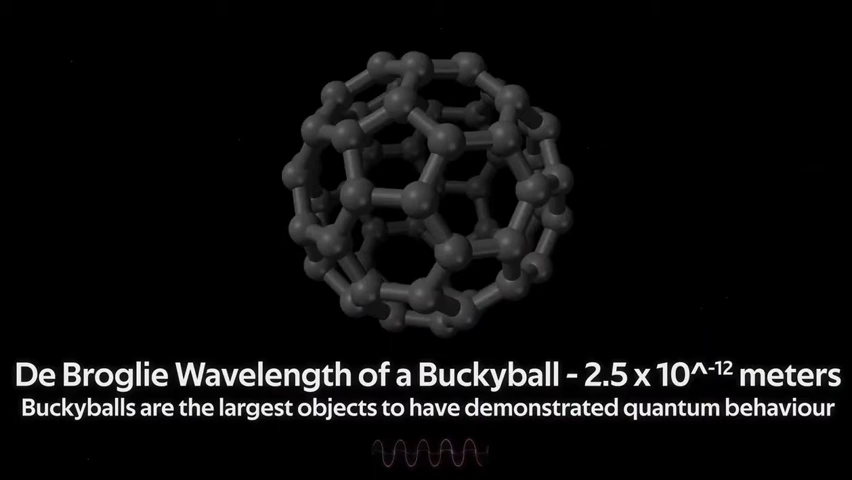 De Broglie Wavelength of a Buckyball - 2.5 x 10^⁻¹² meters
Buckyballs are the largest objects to have demonstrated quantum behaviour